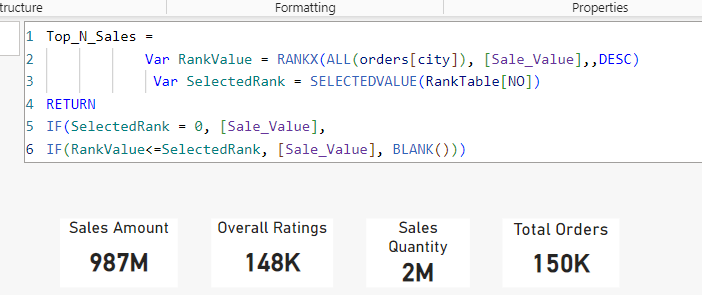 tructure Formatting Properties
1 Top_N_Sales =
2 Var RankValue = RANKX(ALL(orders[city]), [Sale_Value],,DESC)
3 Var SelectedRank = SELECTEDVALUE(RankTable[NO])
4 RETURN
5 IF(SelectedRank = 0, [Sale_Value],
6 IF(RankValue<=SelectedRank, [Sale_Value], BLANK()))
Sales Amount
987M
Overall Ratings
148K
Sales
Quantity
2M
Total Orders
150K